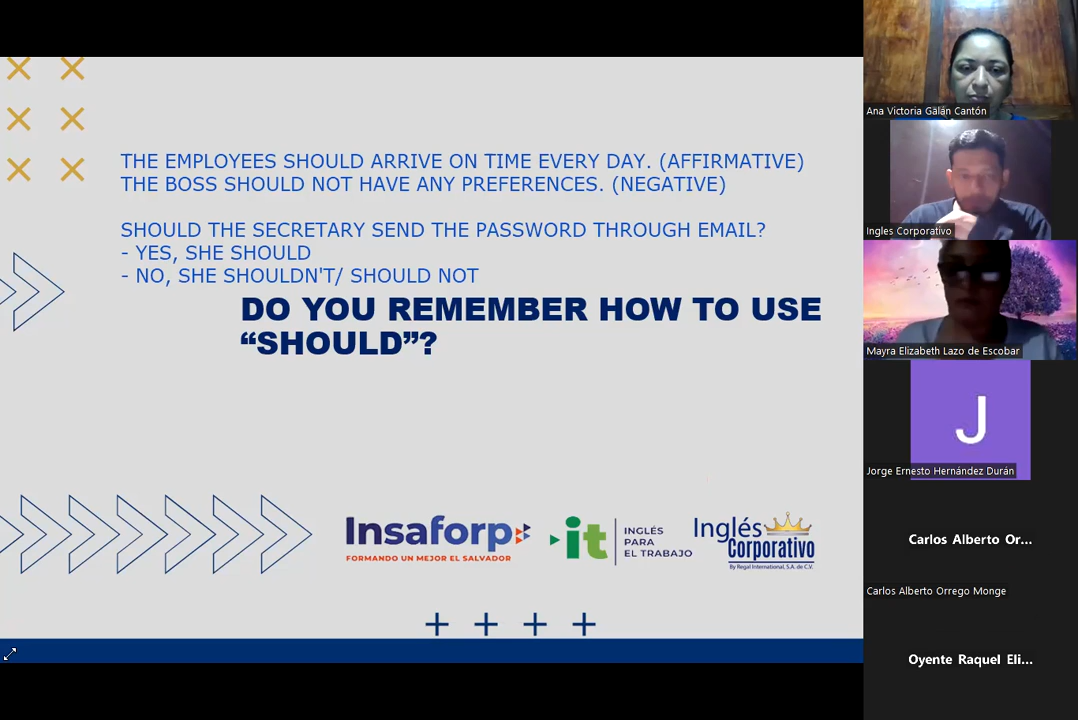 THE EMPLOYEES SHOULD ARRIVE ON TIME EVERY DAY. (AFFIRMATIVE)
THE BOSS SHOULD NOT HAVE ANY PREFERENCES. (NEGATIVE)
SHOULD THE SECRETARY SEND THE PASSWORD THROUGH EMAIL?
- YES, SHE SHOULD
- NO, SHE SHOULDN'T/ SHOULD NOT
DO YOU REMEMBER HOW TO USE
“SHOULD”?
Insaforp
FORMANDO UN MEJOR EL SALVADOR
it
INGLÉS
PARA
EL TRABAJO
Inglés
Corporativo
By Regal International, S.A. de C.V.
Ana Victoria Galán Cantón
Ingles Corporativo
Mayra Elizabeth Lazo de Escobar
J
Jorge Ernesto Hernández Durán
Carlos Alberto Or...
Carlos Alberto Orrego Monge
Oyente Raquel Eli...